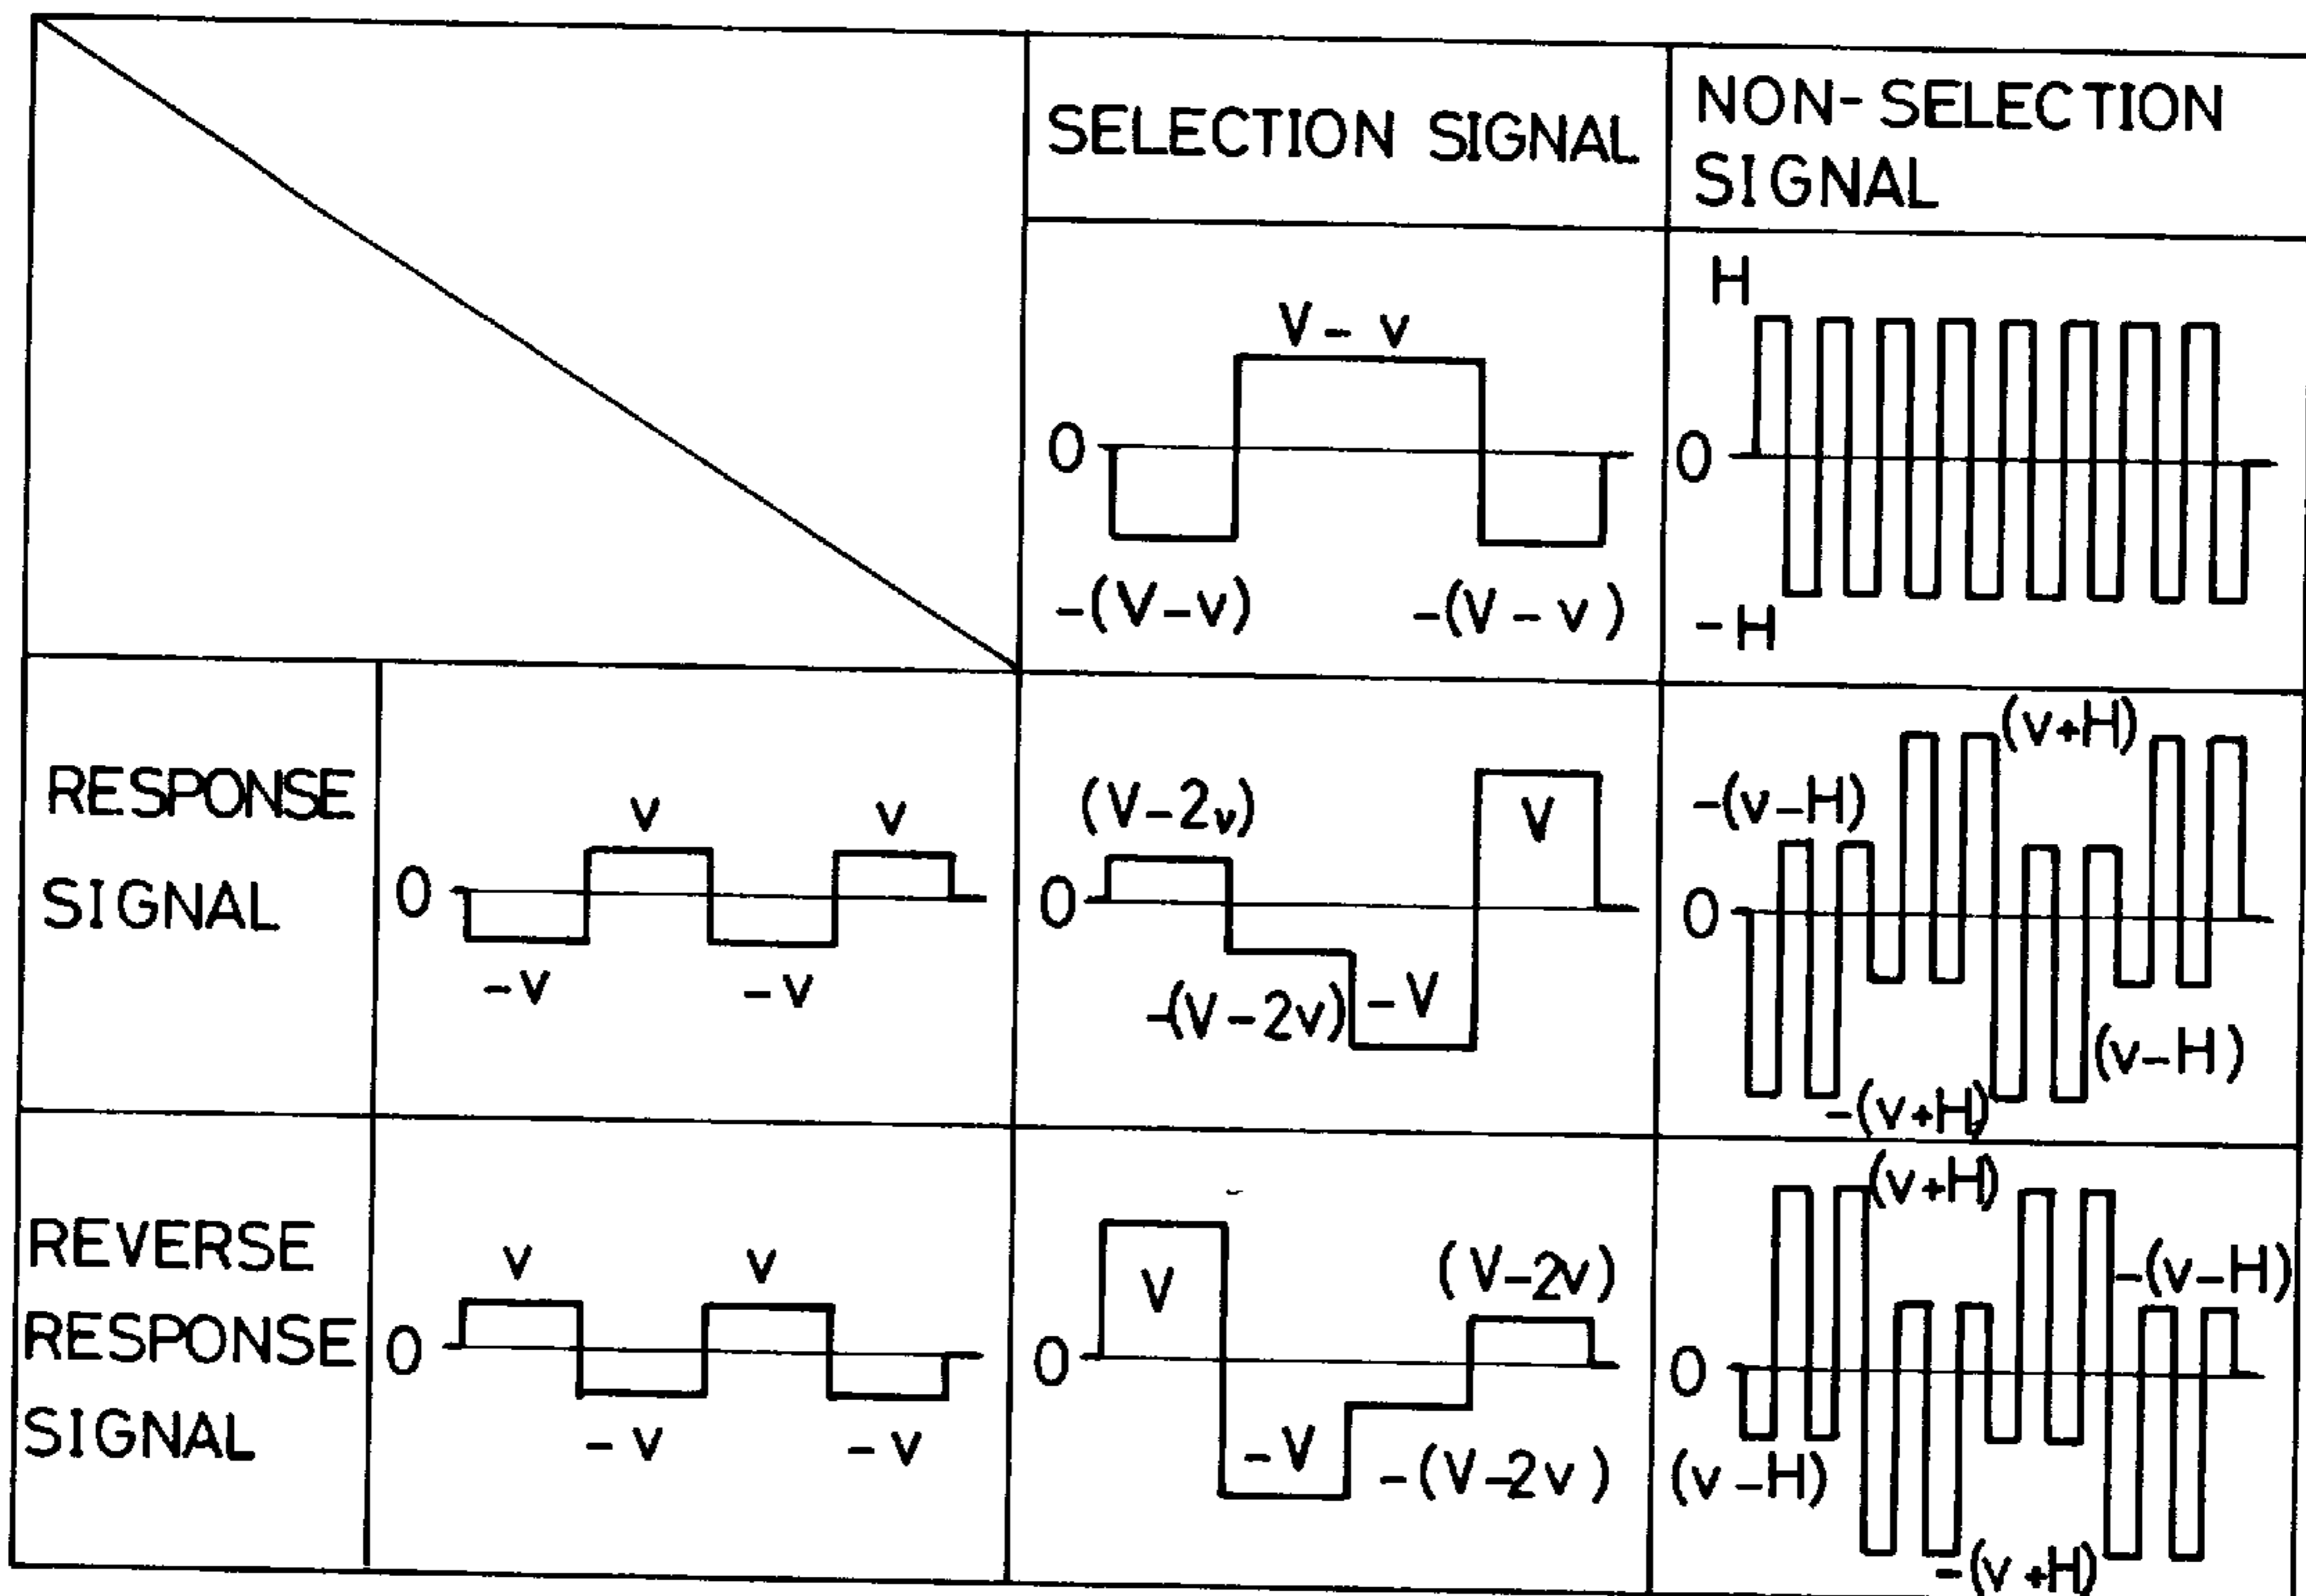 SELECTION SIGNAL
NON-SELECTION
SIGNAL
V-v
0
-(V-v)
-(V-v)
H
0
-H
RESPONSE
SIGNAL
v
v
0
-v
-v
(V-2v)
V
0
-(V-2v)
-V
(v+H)
-(v-H)
0
(v-H)
-(v+H)
REVERSE
RESPONSE
SIGNAL
v
v
0
-v
-v
V
(V-2v)
0
-V
-(V-2v)
(v+H)
-(v-H)
0
(v-H)
-(v+H)